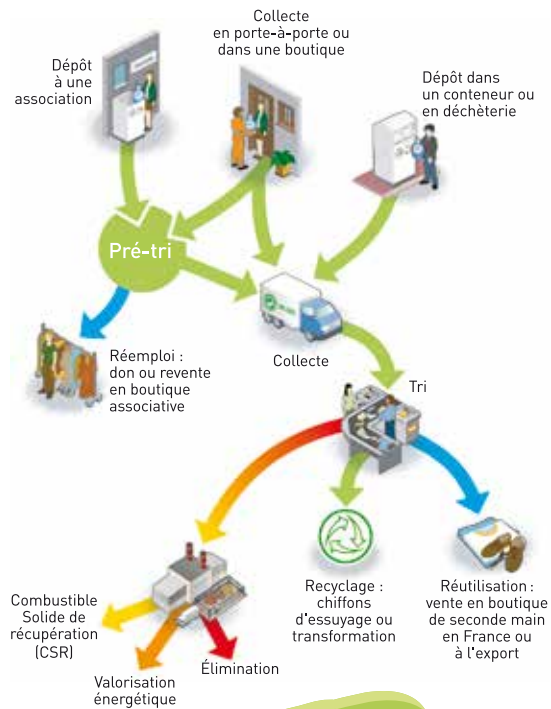 Collecte
en porte-à-porte ou
dans une boutique
Dépôt
à une
association
Dépôt dans
un conteneur ou
en déchèterie
Pré-tri
Collecte
Réemploi :
don ou revente
en boutique
associative
Tri
Recyclage :
chiffons
d'essuyage ou
transformation
Réutilisation :
vente en boutique
de seconde main
en France ou
à l'export
Combustible
Solide de
récupération
(CSR)
Valorisation
énergétique
Élimination